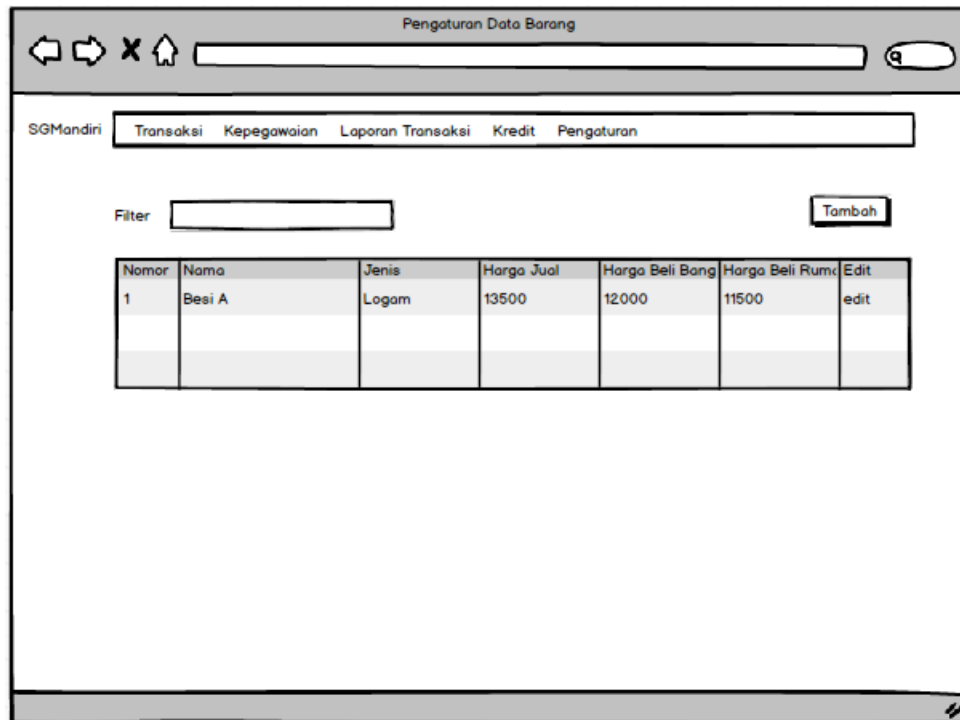 Pengaturan Data Barang
SGMandiri Transaksi Kepegawaian Laporan Transaksi Kredit Pengaturan
Filter Tambah
Nomor Nama Jenis Harga Jual Harga Beli Bang Harga Beli Ruma Edit
1 Besi A Logam 13500 12000 11500 edit